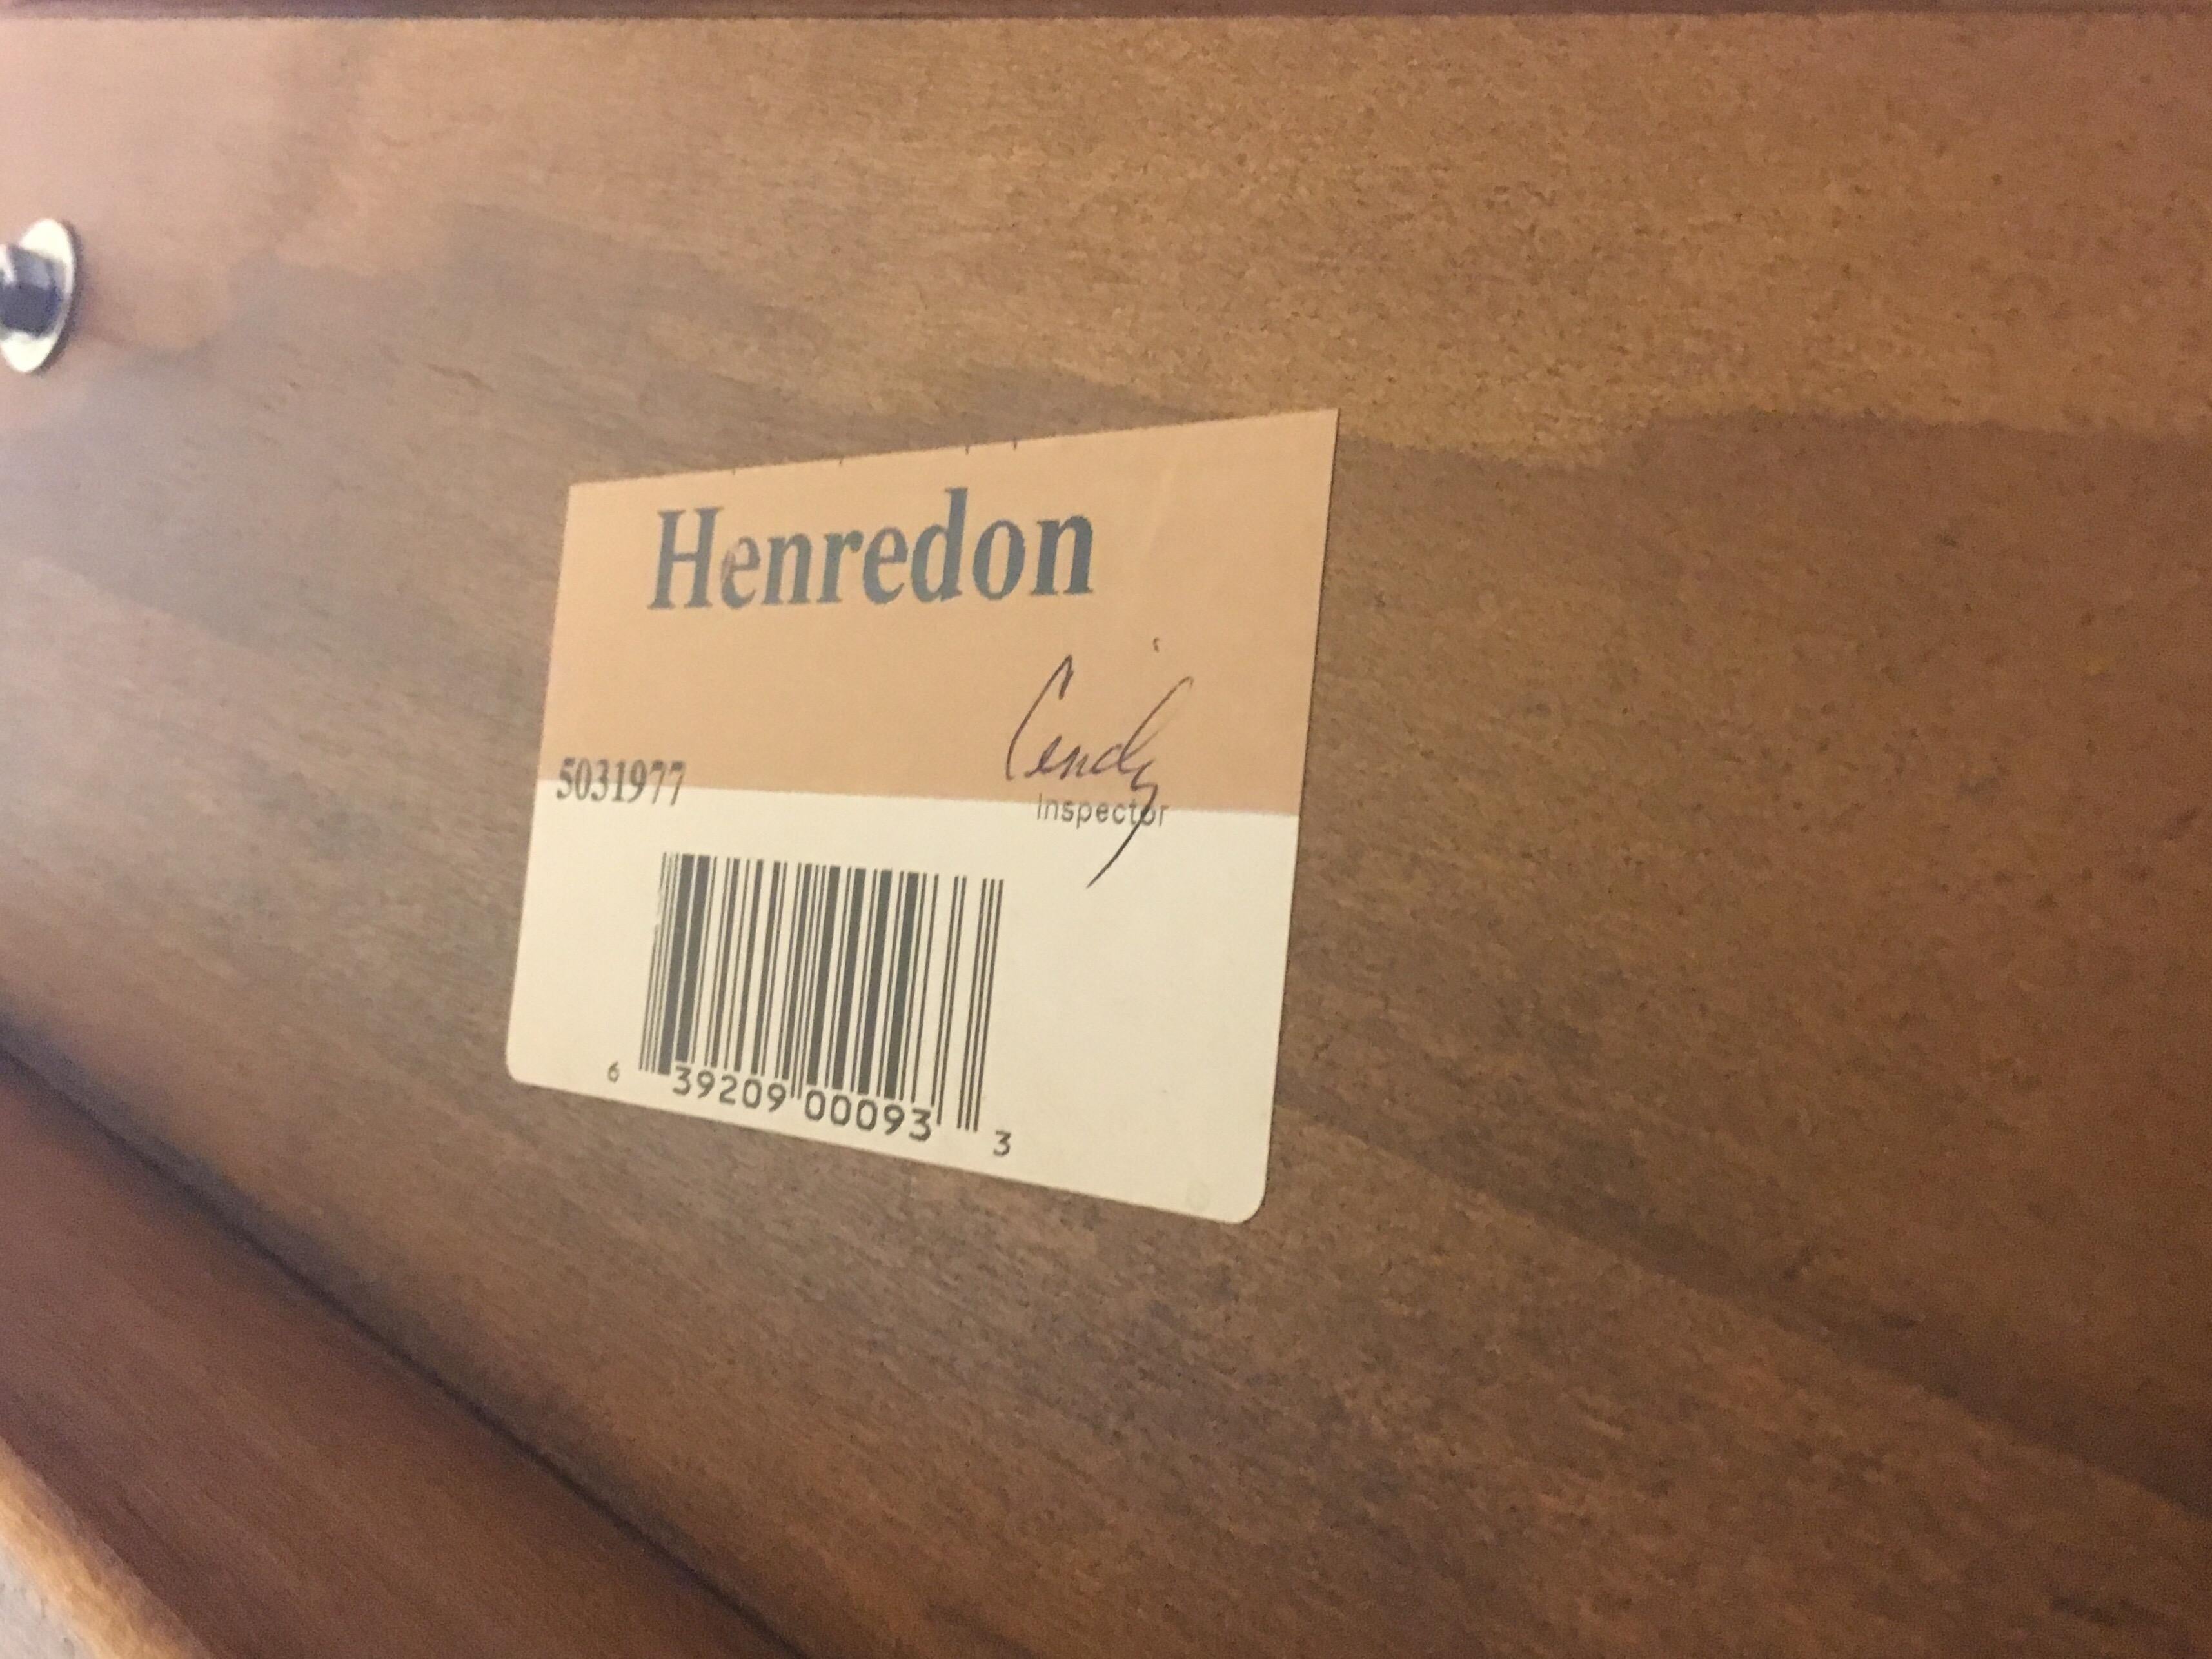 Henredon
Cindy
5031977
Inspector
6 39209 00093 3